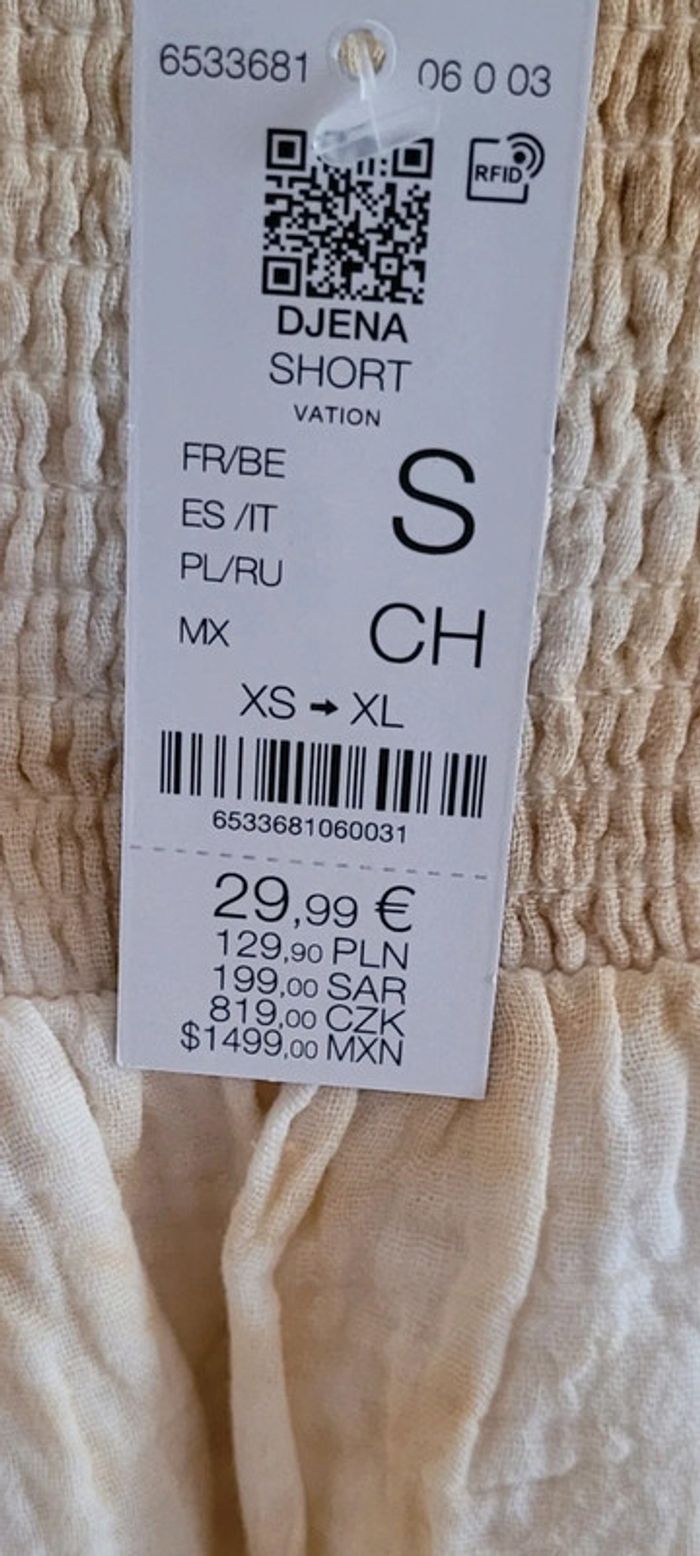 6533681 06 0 03
RFID
DJENA
SHORT
VATION
FR/BE
ES /IT
PL/RU
S
MX CH
XS ➞ XL
6533681060031
29,99 €
129,90 PLN
199,00 SAR
819,00 CZK
$1499,00 MXN